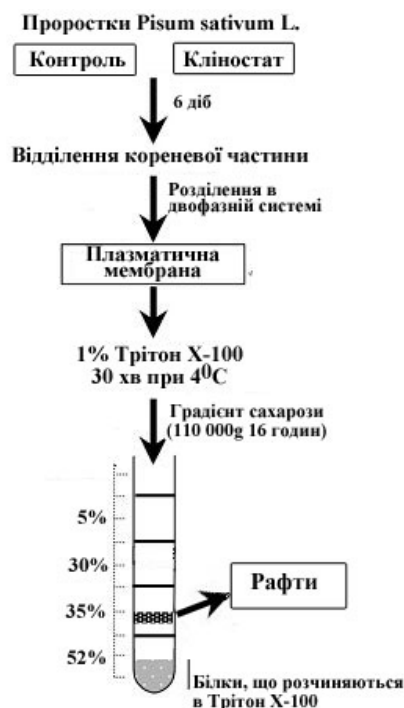 Проростки Pisum sativum L.
Контроль
Кліностат
6 діб
Відділення кореневої частини
Розділення в
двофазній системі
Плазматична
мембрана
1% Трітон Х-100
30 хв при 4⁰С
Градієнт сахарози
(110 000g 16 годин)
5%
30%
35%
Рафти
52%
Білки, що розчиняються
в Трітон Х-100